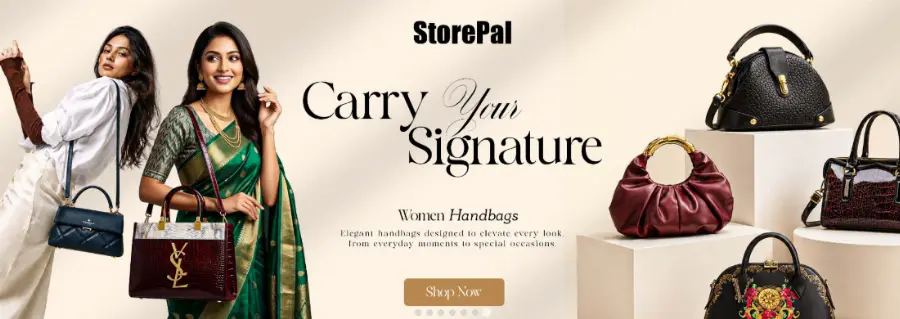 StorePal
Carry Your
Signature
Women Handbags
Elegant handbags designed to elevate every look,
from everyday moments to special occasions.
YSL
Shop Now